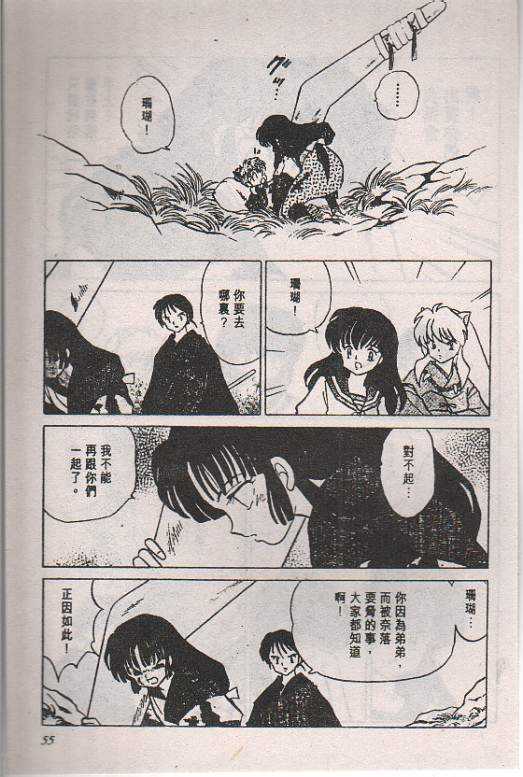 ……
珊瑚！
珊瑚！
你要去
哪裏？
對不起…
我不能
再跟你們
一起了。
珊瑚…
你因為弟弟，
而被奈落
要脅的事，
大家都知道
啊！
正因如此！
55